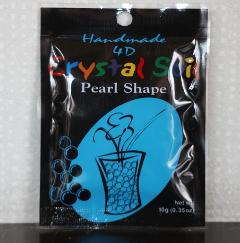 Handmade
4D
Crystal Soil
Pearl Shape
Net Wt.
10g (0.35oz)